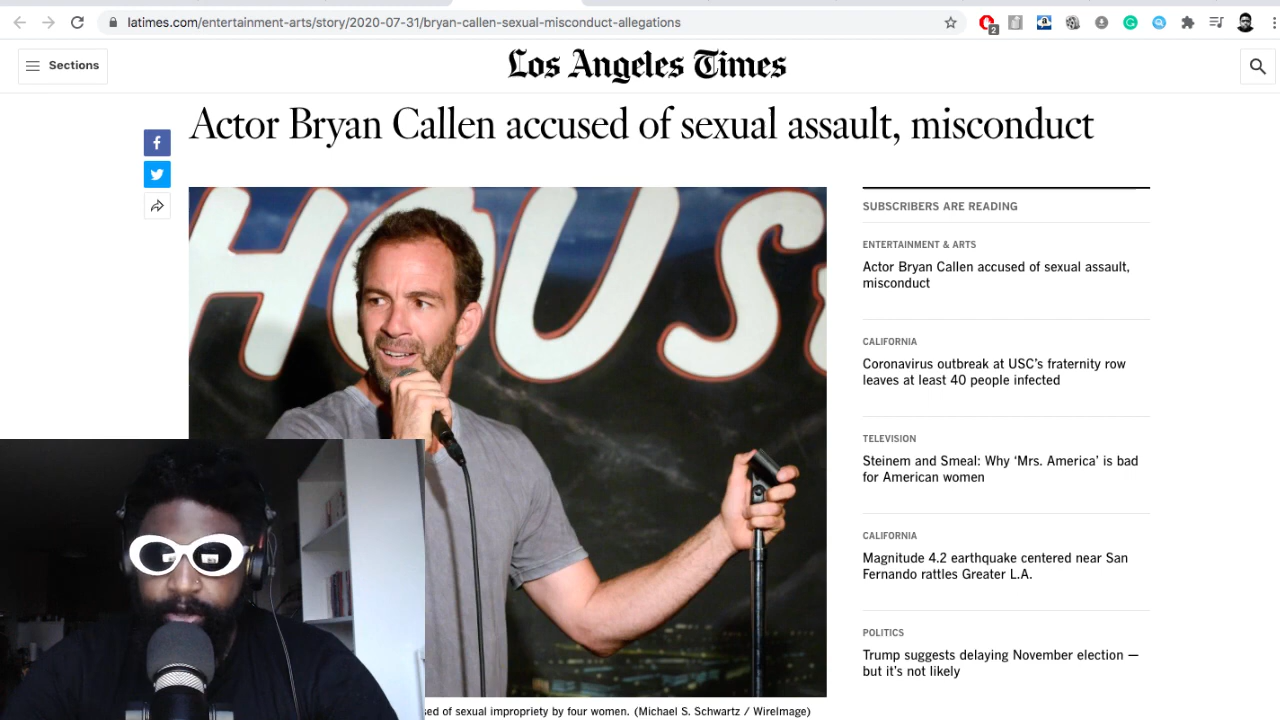 latimes.com/entertainment-arts/story/2020-07-31/bryan-callen-sexual-misconduct-allegations
2
Sections
Los Angeles Times
Actor Bryan Callen accused of sexual assault, misconduct
HOUS
SUBSCRIBERS ARE READING
ENTERTAINMENT & ARTS
Actor Bryan Callen accused of sexual assault,
misconduct
CALIFORNIA
Coronavirus outbreak at USC’s fraternity row
leaves at least 40 people infected
TELEVISION
Steinem and Smeal: Why ‘Mrs. America’ is bad
for American women
CALIFORNIA
Magnitude 4.2 earthquake centered near San
Fernando rattles Greater L.A.
POLITICS
Trump suggests delaying November election —
but it’s not likely
of sexual impropriety by four women. (Michael S. Schwartz / WireImage)